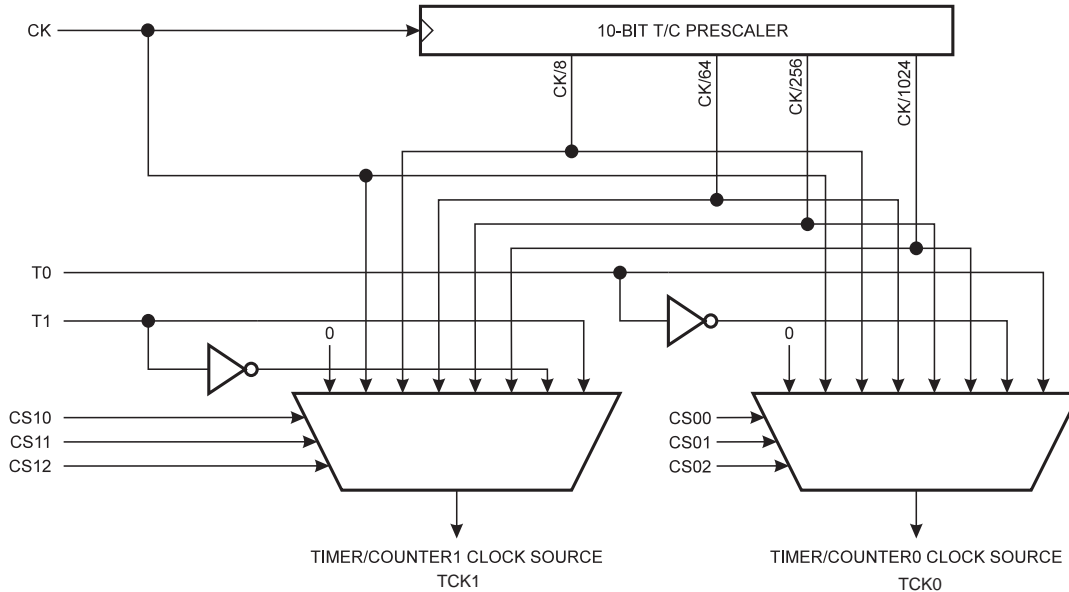 CK
10-BIT T/C PRESCALER
CK/8
CK/64
CK/256
CK/1024
T0
T1
0
0
CS10
CS11
CS12
CS00
CS01
CS02
TIMER/COUNTER1 CLOCK SOURCE
TCK1
TIMER/COUNTER0 CLOCK SOURCE
TCK0